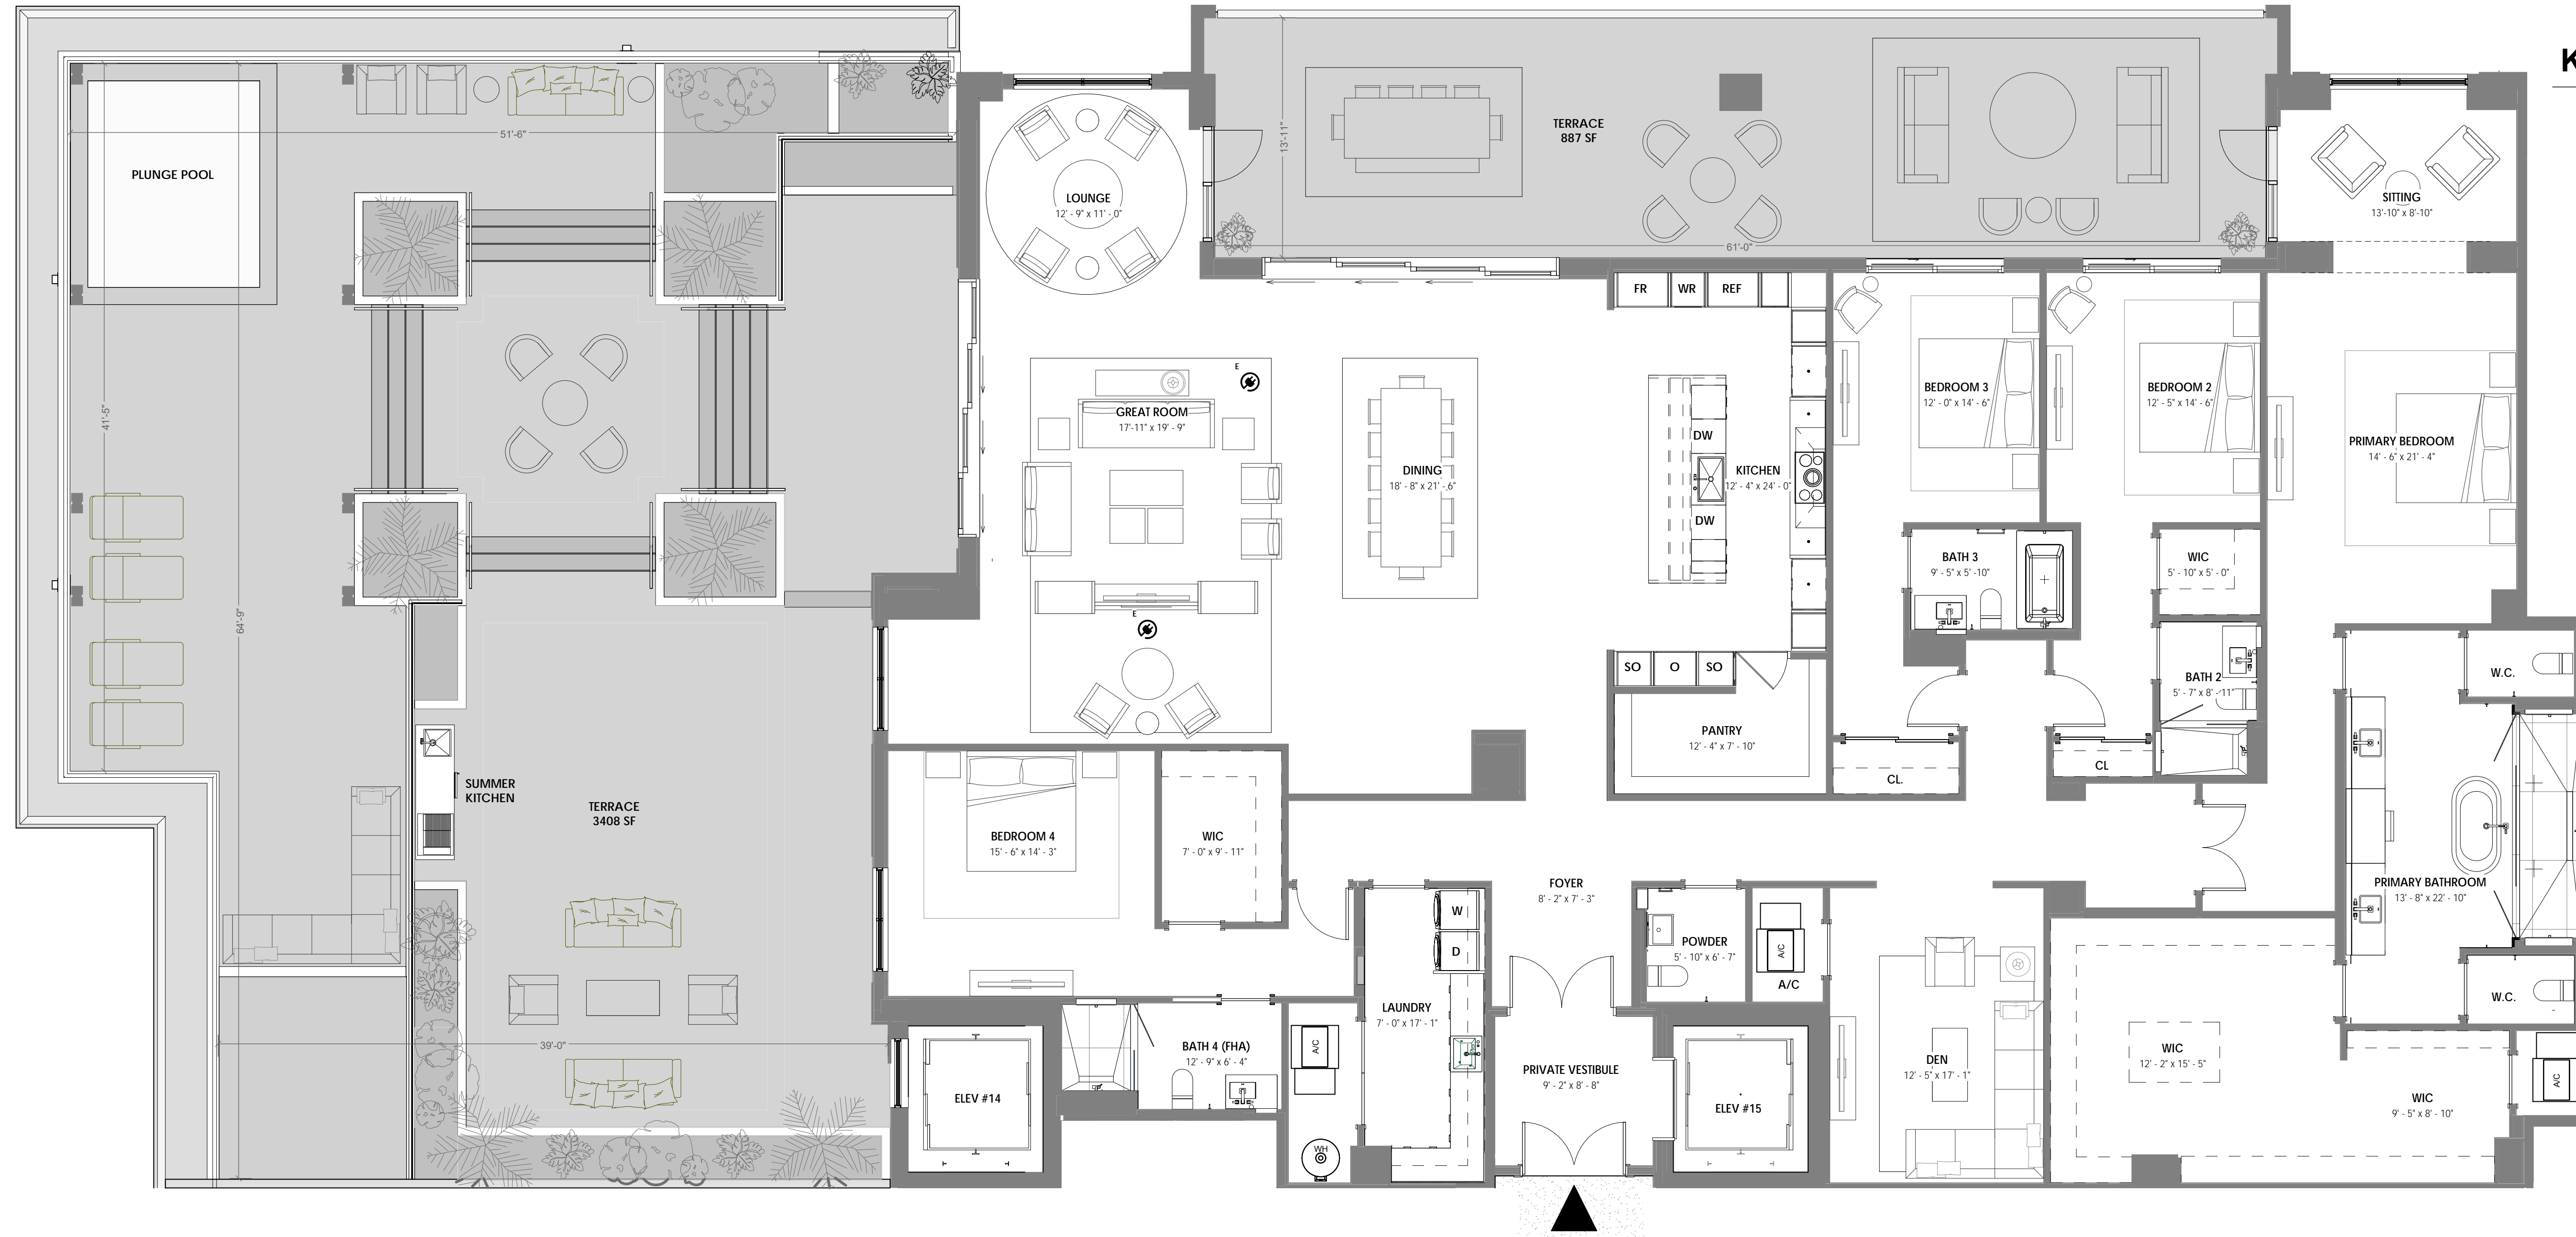 K
51'-6"
PLUNGE POOL
41'-5"
64'-9"
SUMMER
KITCHEN
TERRACE
3408 SF
39'-0"
LOUNGE
12' - 9" x 11' - 0"
13'-11"
TERRACE
887 SF
61'-0"
SITTING
13'-10" x 8'-10"
E
GREAT ROOM
17'-11" x 19' - 9"
E
DINING
18' - 8" x 21' - 6"
FR
WR
REF
DW
KITCHEN
12' - 4" x 24' - 0"
DW
SO
O
SO
PANTRY
12' - 4" x 7' - 10"
BEDROOM 3
12' - 0" x 14' - 6"
BEDROOM 2
12' - 5" x 14' - 6"
PRIMARY BEDROOM
14' - 6" x 21' - 4"
BATH 3
9' - 5" x 5' -10"
WIC
5' - 10" x 5' - 0"
BATH 2
5' - 7" x 8' - 11"
CL.
CL
W.C.
PRIMARY BATHROOM
13' - 8" x 22' - 10"
W.C.
BEDROOM 4
15' - 6" x 14' - 3"
WIC
7' - 0" x 9' - 11"
FOYER
8' - 2" x 7' - 3"
W
D
LAUNDRY
7' - 0" x 17' - 1"
POWDER
5' - 10" x 6' - 7"
A/C
A/C
BATH 4 (FHA)
12' - 9" x 6' - 4"
A/C
WH
ELEV #14
PRIVATE VESTIBULE
9' - 2" x 8' - 8"
ELEV #15
DEN
12' - 5" x 17' - 1"
WIC
12' - 2" x 15' - 5"
WIC
9' - 5" x 8' - 10"
A/C